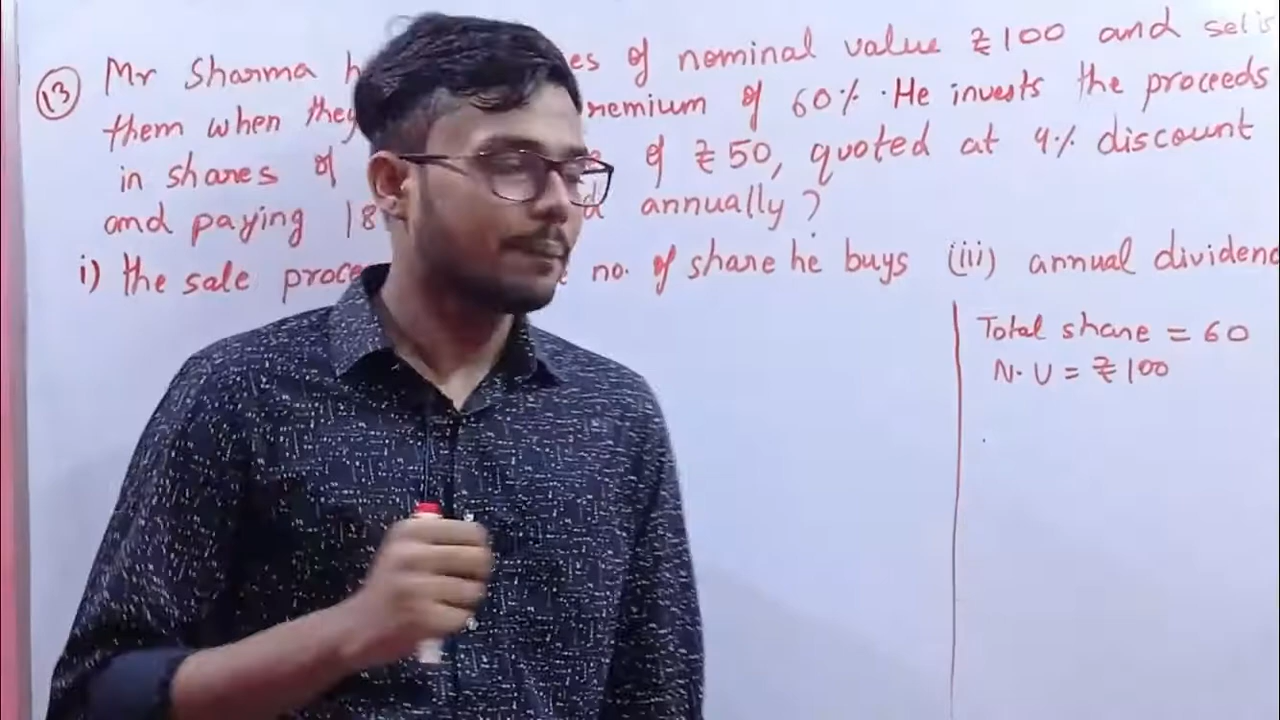 13 Mr Sharma h es of nominal value ₹100 and sells
them when they remium of 60%. He invests the proceeds
in shares of of ₹50, quoted at 4% discount
and paying 18 d annually?
i) the sale proce no. of share he buys (iii) annual dividend
Total share = 60
N.V = ₹100